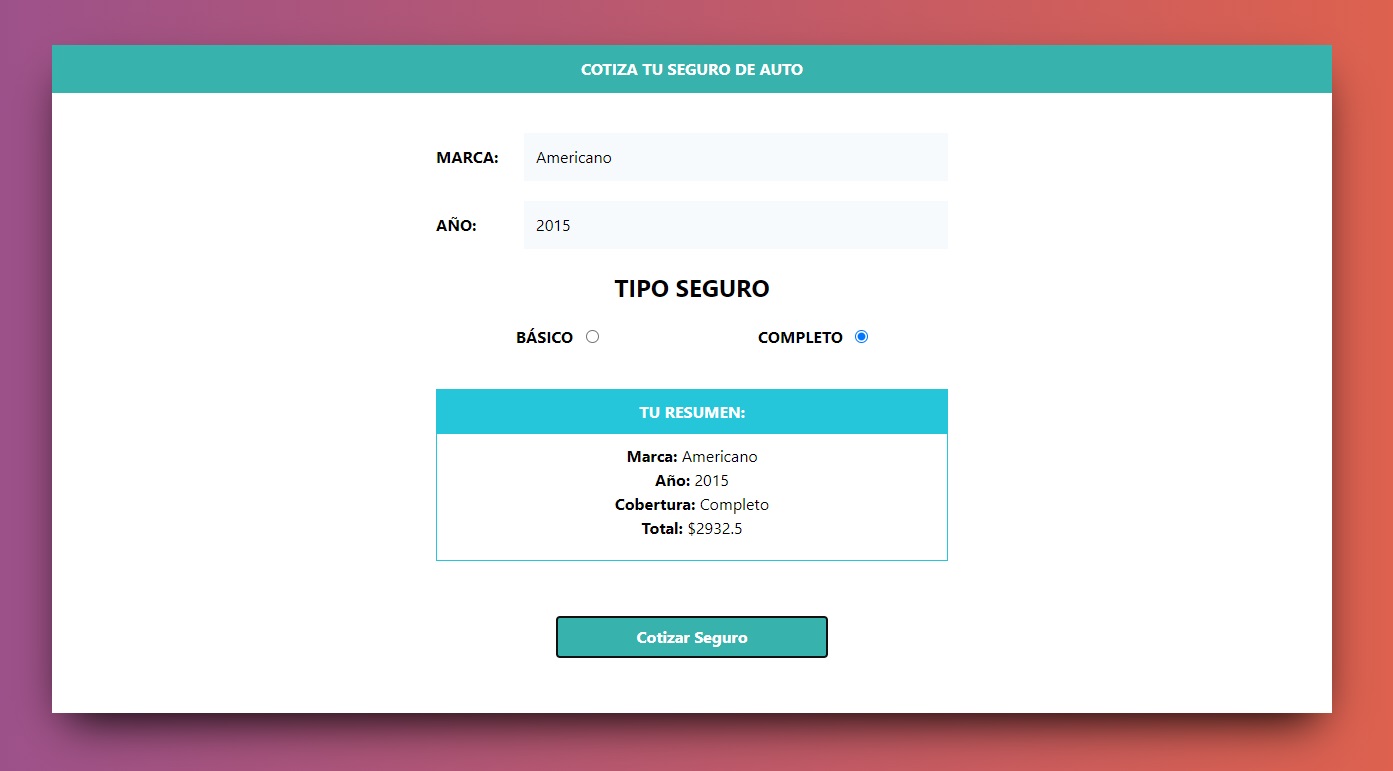 COTIZA TU SEGURO DE AUTO
MARCA: Americano
AÑO: 2015
TIPO SEGURO
BÁSICO COMPLETO
TU RESUMEN:
Marca: Americano
Año: 2015
Cobertura: Completo
Total: $2932.5
Cotizar Seguro